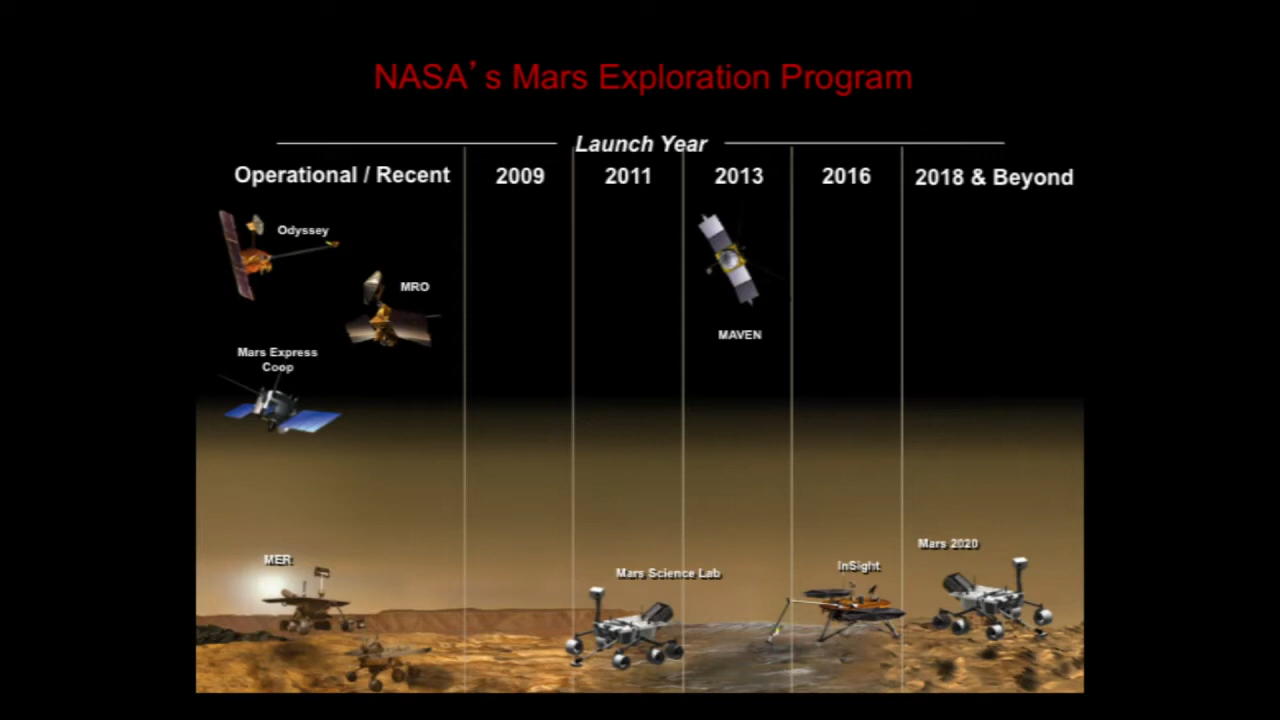 NASA's Mars Exploration Program
Launch Year
Operational / Recent
2009
2011
2013
2016
2018 & Beyond
Odyssey
MRO
Mars Express
Coop
MAVEN
MER
Mars Science Lab
InSight
Mars 2020